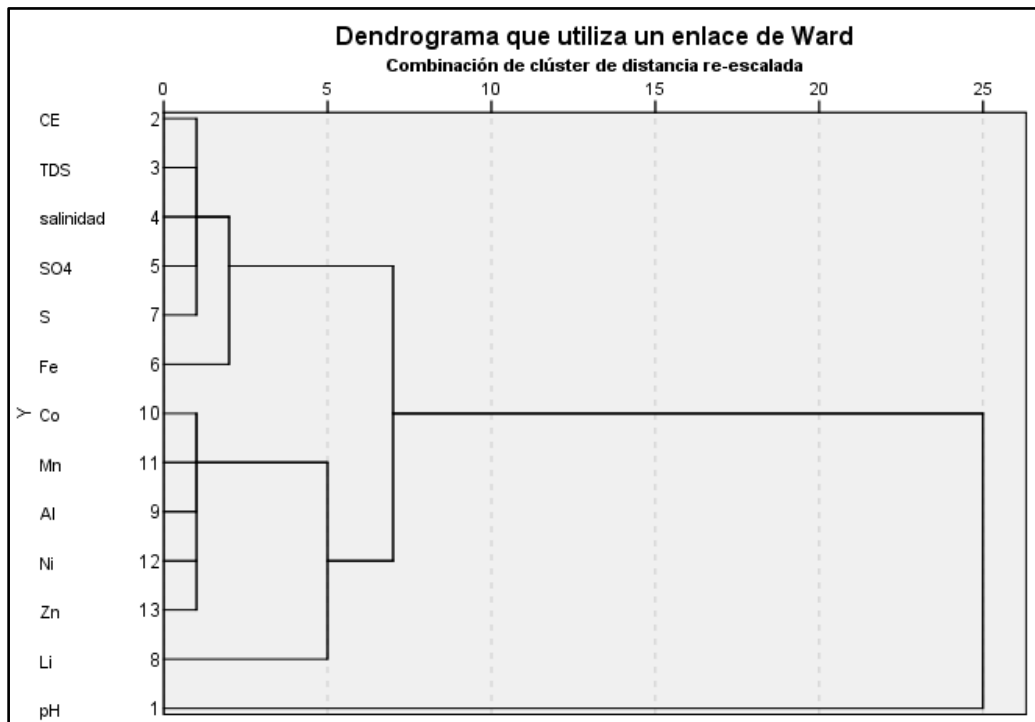 Dendrograma que utiliza un enlace de Ward
Combinación de clúster de distancia re-escalada
0 5 10 15 20 25
CE 2
TDS 3
salinidad 4
SO4 5
S 7
Fe 6
Y
Co 10
Mn 11
Al 9
Ni 12
Zn 13
Li 8
pH 1